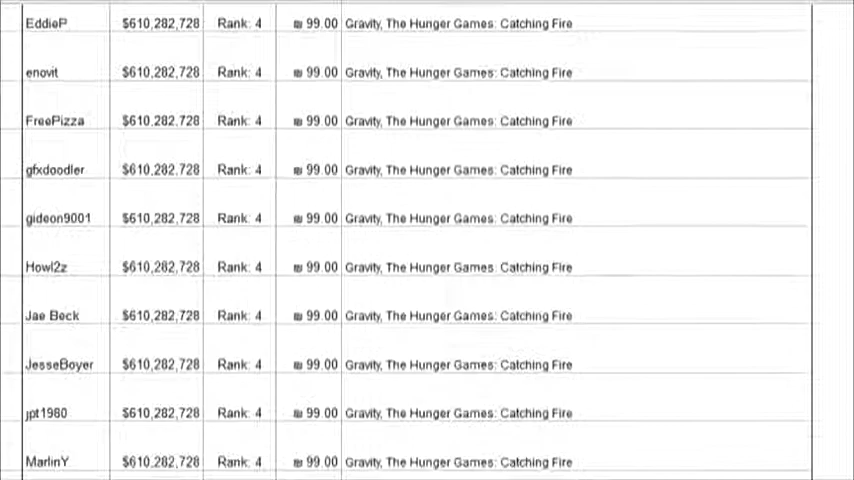 EddieP $610,282,728 Rank: 4 ₪ 99.00 Gravity, The Hunger Games: Catching Fire
enovit $610,282,728 Rank: 4 ₪ 99.00 Gravity, The Hunger Games: Catching Fire
FreePizza $610,282,728 Rank: 4 ₪ 99.00 Gravity, The Hunger Games: Catching Fire
gfxdoodler $610,282,728 Rank: 4 ₪ 99.00 Gravity, The Hunger Games: Catching Fire
gideon9001 $610,282,728 Rank: 4 ₪ 99.00 Gravity, The Hunger Games: Catching Fire
Howl2z $610,282,728 Rank: 4 ₪ 99.00 Gravity, The Hunger Games: Catching Fire
Jae Beck $610,282,728 Rank: 4 ₪ 99.00 Gravity, The Hunger Games: Catching Fire
JesseBoyer $610,282,728 Rank: 4 ₪ 99.00 Gravity, The Hunger Games: Catching Fire
jpt1980 $610,282,728 Rank: 4 ₪ 99.00 Gravity, The Hunger Games: Catching Fire
MarlinY $610,282,728 Rank: 4 ₪ 99.00 Gravity, The Hunger Games: Catching Fire